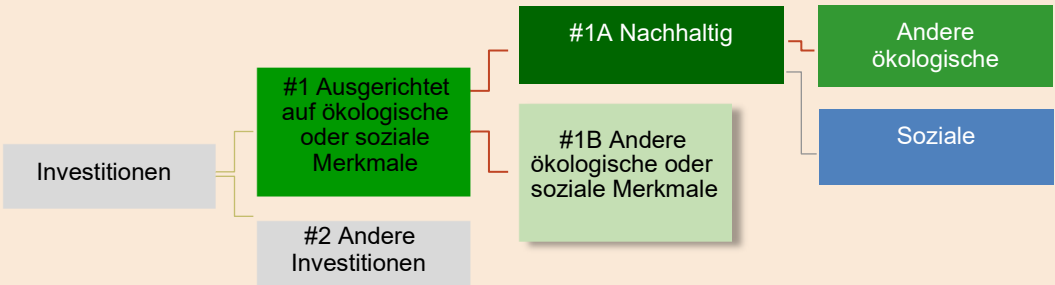 Investitionen
#1 Ausgerichtet
auf ökologische
oder soziale
Merkmale
#2 Andere
Investitionen
#1A Nachhaltig
#1B Andere
ökologische oder
soziale Merkmale
Andere
ökologische
Soziale